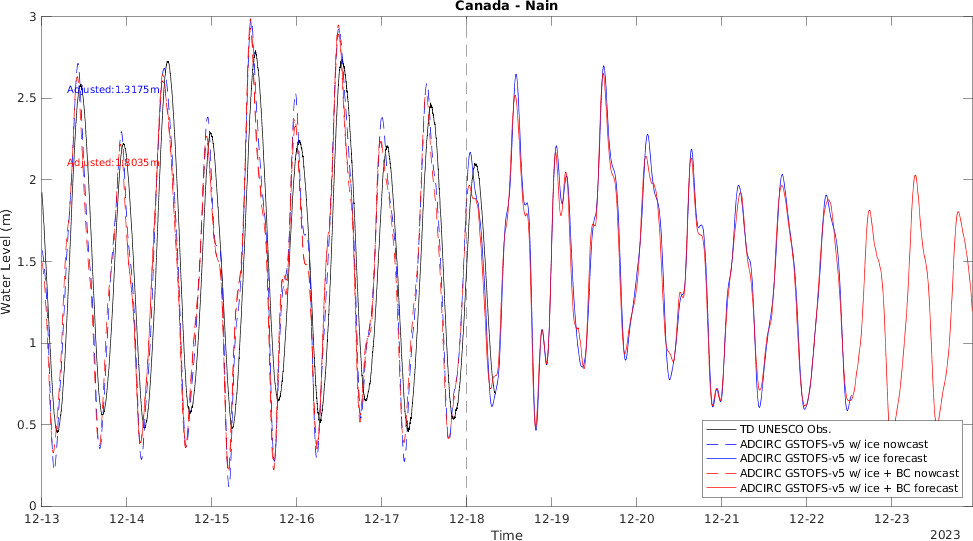 Canada - Nain
3
2.5
2
1.5
1
0.5
0
Water Level (m)
Adjusted:1.3175m
Adjusted:1.3035m
TD UNESCO Obs.
ADCIRC GSTOFS-v5 w/ ice nowcast
ADCIRC GSTOFS-v5 w/ ice forecast
ADCIRC GSTOFS-v5 w/ ice + BC nowcast
ADCIRC GSTOFS-v5 w/ ice + BC forecast
12-13 12-14 12-15 12-16 12-17 12-18 12-19 12-20 12-21 12-22 12-23
Time
2023